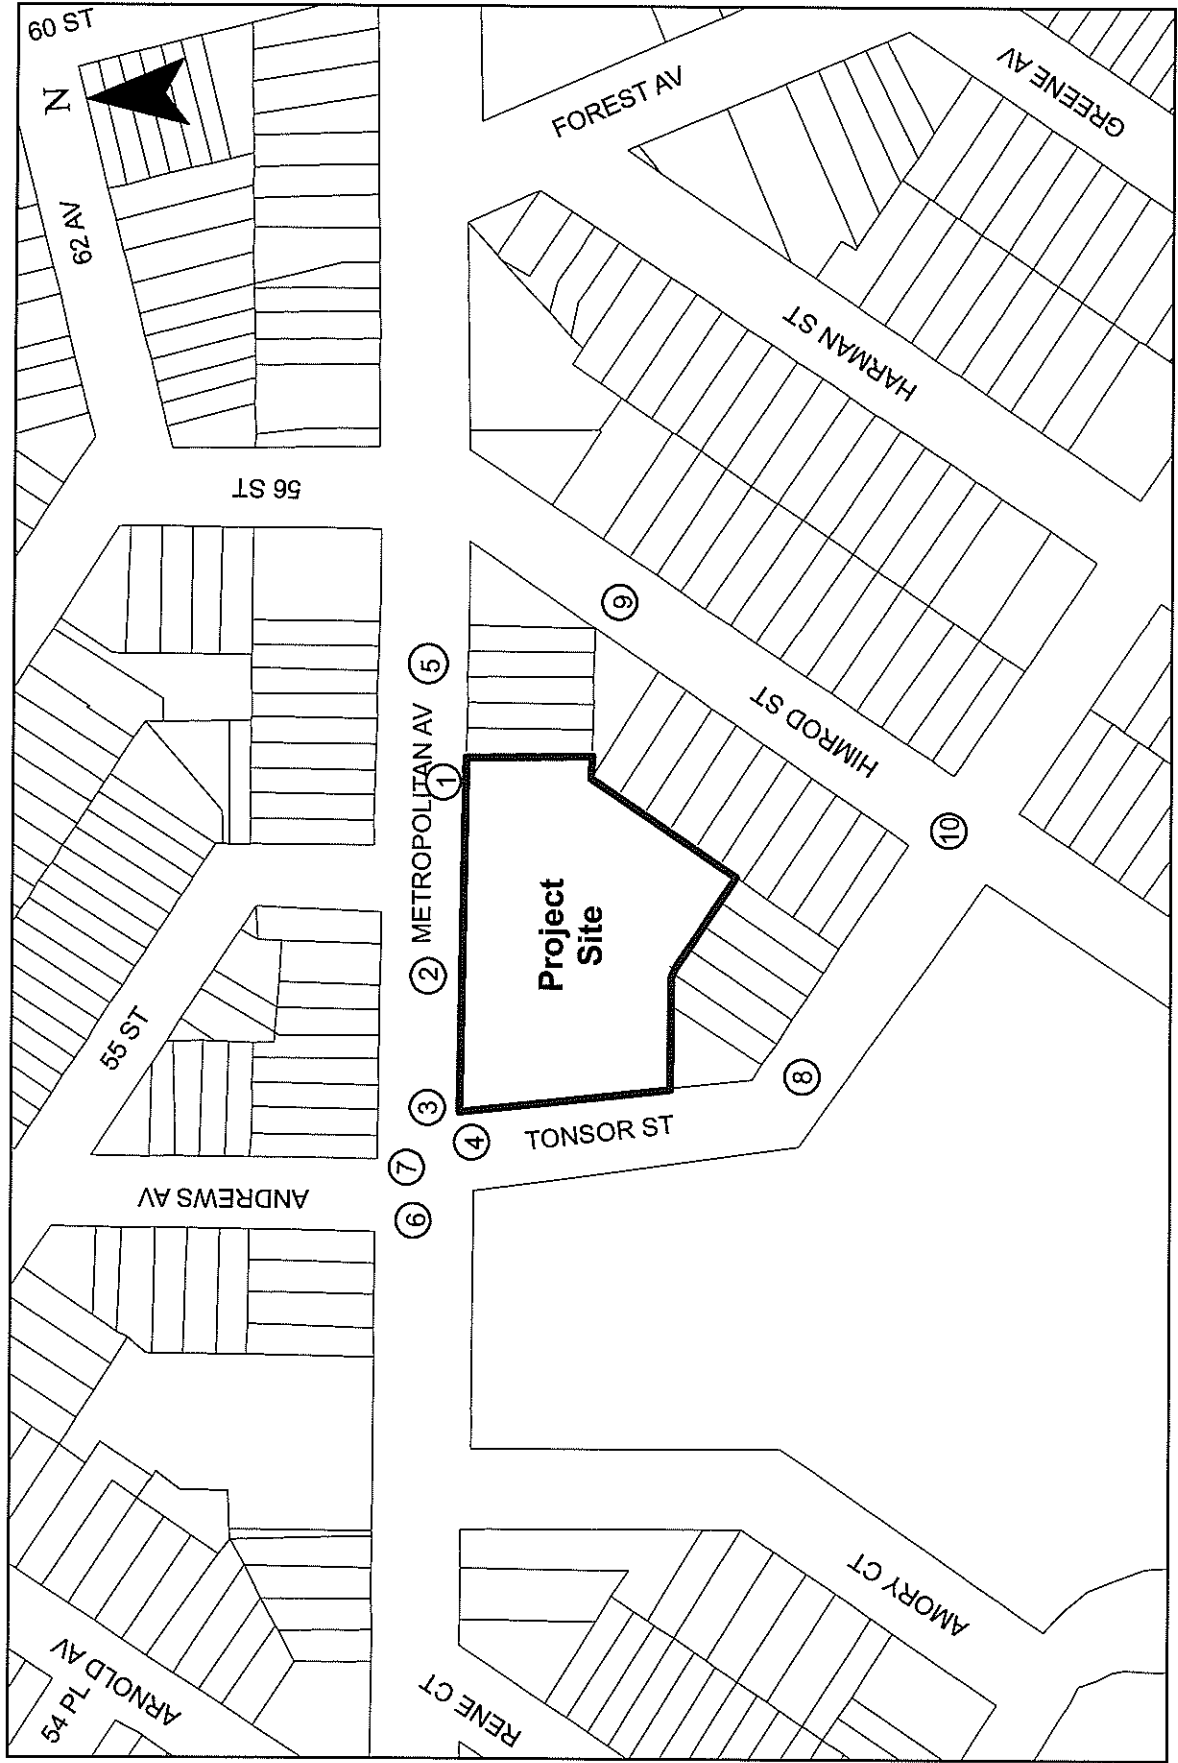 60 ST
N
62 AV
FOREST AV
GREENE AV
HARMAN ST
56 ST
9
5
METROPOLITAN AV
HIMROD ST
1
10
2
Project
Site
55 ST
3
4
8
TONSOR ST
7
6
ANDREWS AV
AMORY CT
ARNOLD AV
54 PL
RENE CT